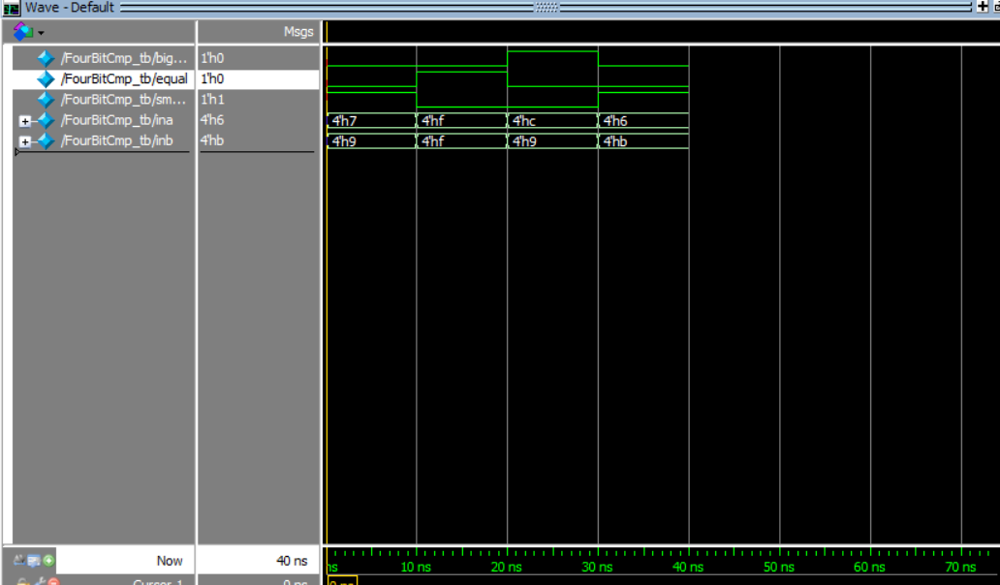 Wave - Default
Msgs
/FourBitCmp_tb/big... 1'h0
/FourBitCmp_tb/equal 1'h0
/FourBitCmp_tb/sm... 1'h1
/FourBitCmp_tb/ina 4'h6 4'h7 4'hf 4'hc 4'h6
/FourBitCmp_tb/inb 4'hb 4'h9 4'hf 4'h9 4'hb
Now 40 ns ns 10 ns 20 ns 30 ns 40 ns 50 ns 60 ns 70 ns
Cursor 1 0 ns 0 ns